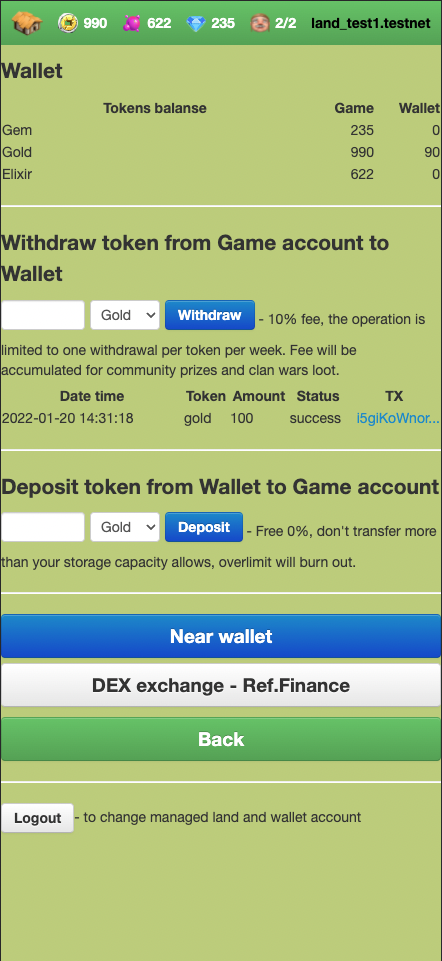 990 622 235 2/2 land_test1.testnet
Wallet
Tokens balanse Game Wallet
Gem 235 0
Gold 990 90
Elixir 622 0
Withdraw token from Game account to
Wallet
Gold Withdraw - 10% fee, the operation is
limited to one withdrawal per token per week. Fee will be
accumulated for community prizes and clan wars loot.
Date time Token Amount Status TX
2022-01-20 14:31:18 gold 100 success i5giKoWnor...
Deposit token from Wallet to Game account
Gold Deposit - Free 0%, don't transfer more
than your storage capacity allows, overlimit will burn out.
Near wallet
DEX exchange - Ref.Finance
Back
Logout - to change managed land and wallet account